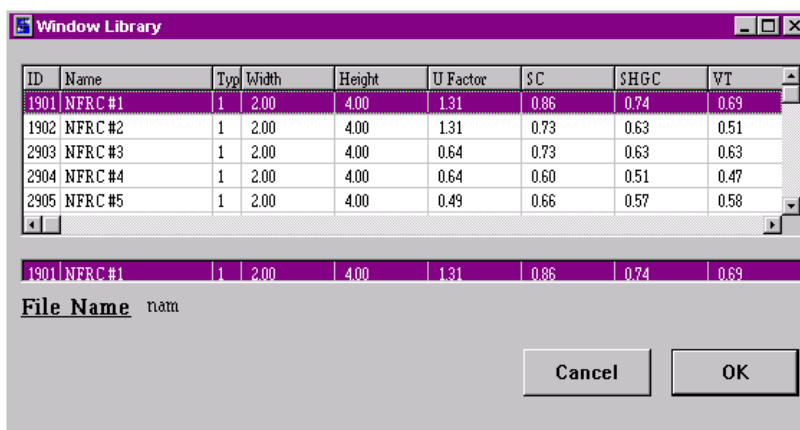 Window Library
ID Name Typ Width Height U Factor SC SHGC VT
1901 NFRC #1 1 2.00 4.00 1.31 0.86 0.74 0.69
1902 NFRC #2 1 2.00 4.00 1.31 0.73 0.63 0.51
2903 NFRC #3 1 2.00 4.00 0.64 0.73 0.63 0.63
2904 NFRC #4 1 2.00 4.00 0.64 0.60 0.51 0.47
2905 NFRC #5 1 2.00 4.00 0.49 0.66 0.57 0.58
1901 NFRC #1 1 2.00 4.00 1.31 0.86 0.74 0.69
File Name nam
Cancel OK